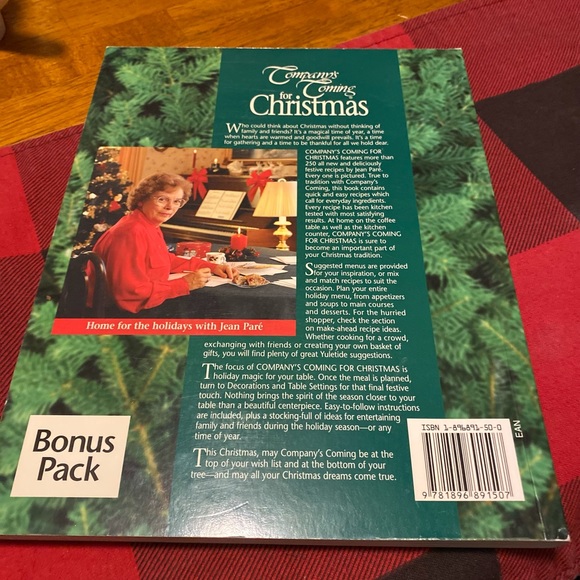 Company's
Coming
for
Christmas
Who could think about Christmas without thinking of
family and friends? It's a magical time of year, a time
when hearts are warmed and goodwill prevails. It's a time
for gathering and a time to be thankful for all we hold dear.
COMPANY'S COMING FOR
CHRISTMAS features more than
250 all new and deliciously
festive recipes by Jean Paré.
Every one is pictured. True to
tradition with Company's
Coming, this book contains
quick and easy recipes which
call for everyday ingredients.
Every recipe has been kitchen
tested with most satisfying
results. At home on the coffee
table as well as the kitchen
counter, COMPANY'S COMING
FOR CHRISTMAS is sure to
become an important part of
your Christmas tradition.
Home for the holidays with Jean Paré
Suggested menus are provided
for your inspiration, or mix
and match recipes to suit the
occasion. Plan your entire
holiday menu, from appetizers
and soups to main courses
and desserts. For the hurried
shopper, check the section
on make-ahead recipe ideas.
Whether cooking for a crowd,
exchanging with friends or creating your own basket of
gifts, you will find plenty of great Yuletide suggestions.
The focus of COMPANY'S COMING FOR CHRISTMAS is
holiday magic for your table. Once the meal is planned,
turn to Decorations and Table Settings for that final festive
touch. Nothing brings the spirit of the season closer to your
table than a beautiful centerpiece. Easy-to-follow instructions
are included, plus a stocking-full of ideas for entertaining
family and friends during the holiday season—or any
time of year.
This Christmas, may Company's Coming be at the
top of your wish list and at the bottom of your
tree—and may all your Christmas dreams come true.
Bonus
Pack
ISBN 1-896891-50-0
9 781896 891507
EAN